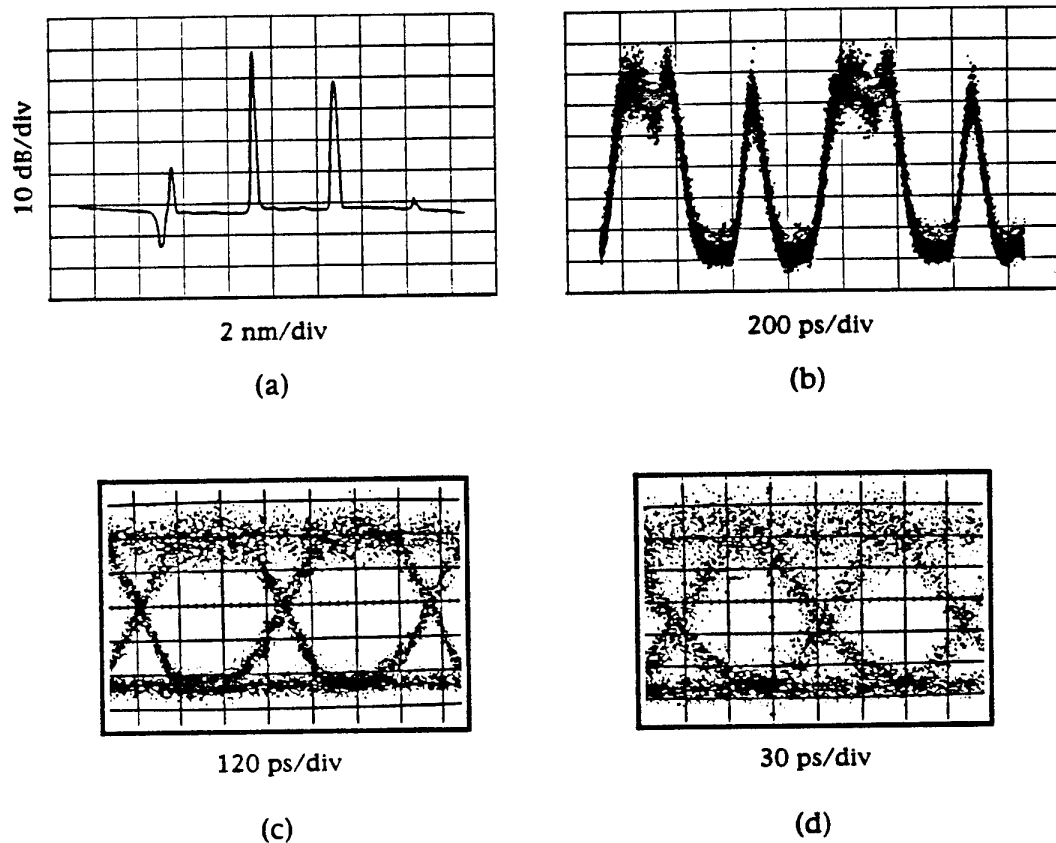 10 dB/div
2 nm/div
(a)
200 ps/div
(b)
120 ps/div
(c)
30 ps/div
(d)